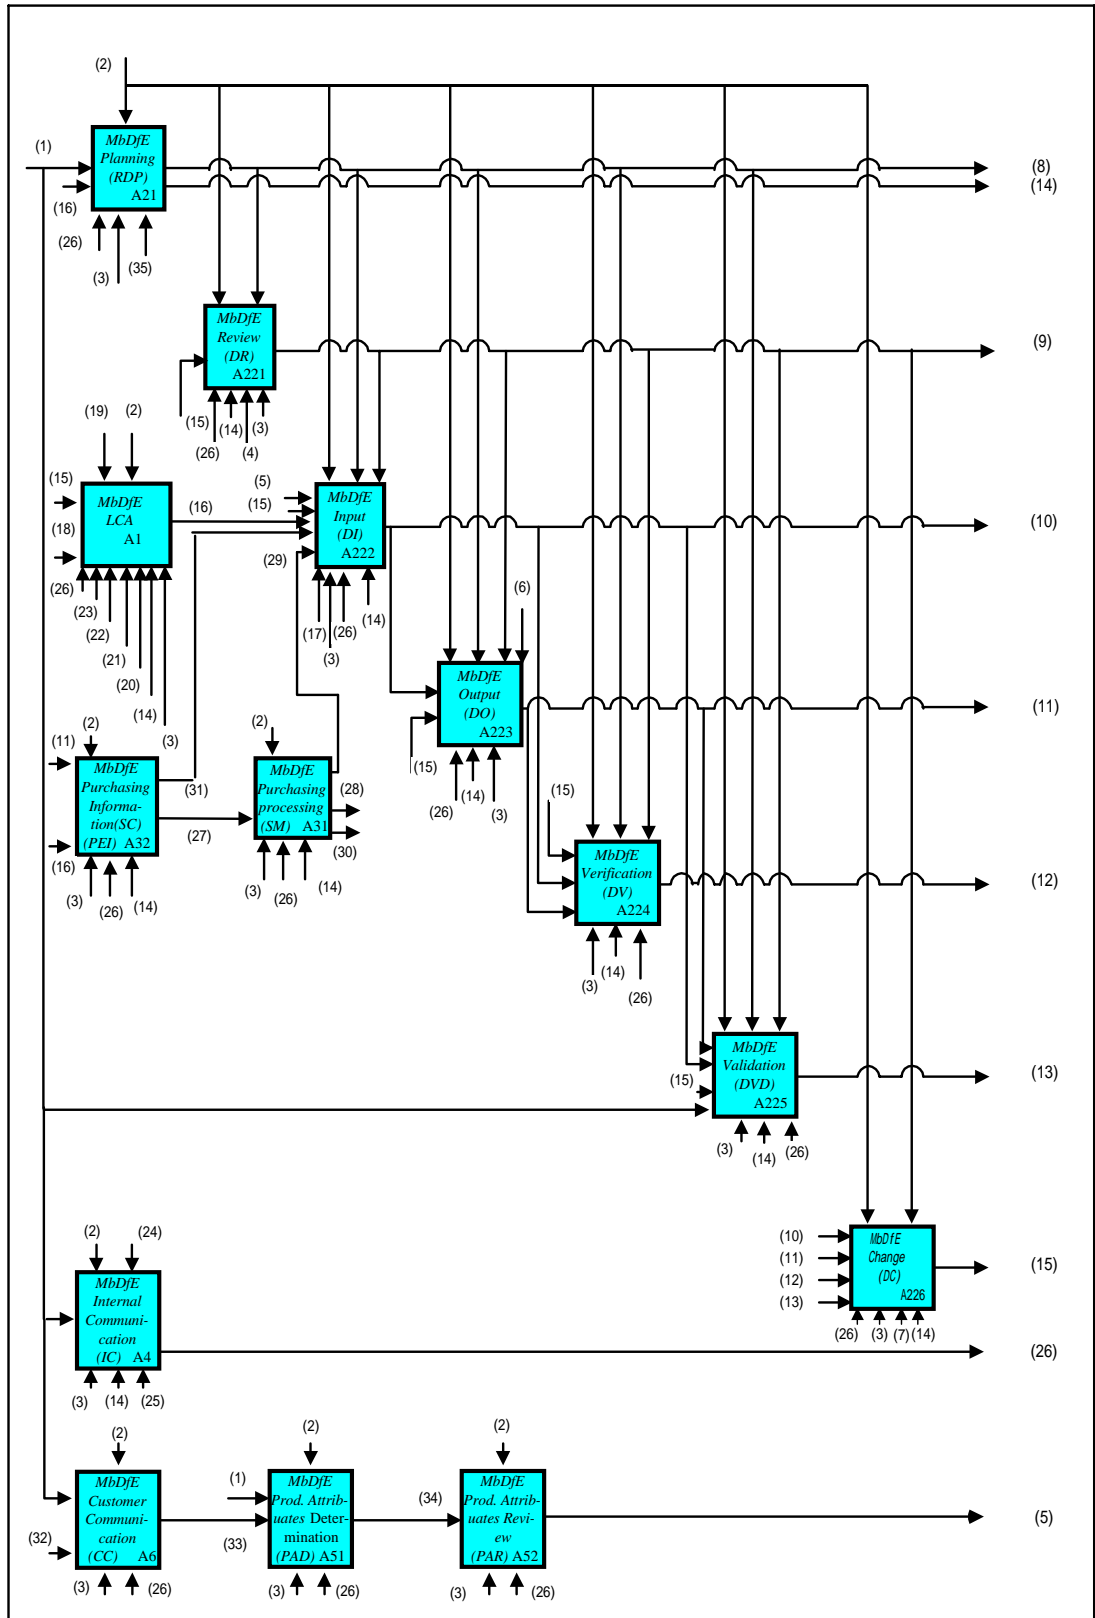 (2)
(1)
MbDfE
Planning
(RDP)
A21
(8)
(14)
(16)
(26)
(3)
(35)
MbDfE
Review
(DR)
A221
(9)
(15)
(26)
(14)
(4)
(3)
(19)
(2)
(15)
(18)
MbDfE
LCA
A1
(16)
(26)
(23)
(22)
(21)
(20)
(14)
(3)
(5)
(15)
(29)
MbDfE
Input
(DI)
A222
(10)
(17)
(3)
(26)
(14)
(6)
MbDfE
Output
(DO)
A223
(11)
(15)
(26)
(14)
(3)
(2)
(11)
MbDfE
Purchasing
Informa-
tion(SC)
(PEI) A32
(31)
(27)
(16)
(3)
(26)
(14)
(2)
MbDfE
Purchasing
processing
(SM) A31
(28)
(30)
(3)
(26)
(14)
(15)
MbDfE
Verification
(DV)
A224
(12)
(3)
(14)
(26)
MbDfE
Validation
(DVD)
A225
(15)
(13)
(3)
(14)
(26)
(10)
(11)
(12)
(13)
MbDfE
Change
(DC)
A226
(15)
(26)
(3)
(7)
(14)
(2)
(24)
MbDfE
Internal
Communi-
cation
(IC) A4
(26)
(3)
(14)
(25)
(2)
MbDfE
Customer
Communi-
cation
(CC) A6
(32)
(3)
(26)
(33)
(2)
(1)
MbDfE
Prod. Attrib-
uates Deter-
mination
(PAD) A51
(34)
(3)
(26)
(2)
MbDfE
Prod. Attrib-
uates Revi-
ew
(PAR) A52
(5)
(3)
(26)